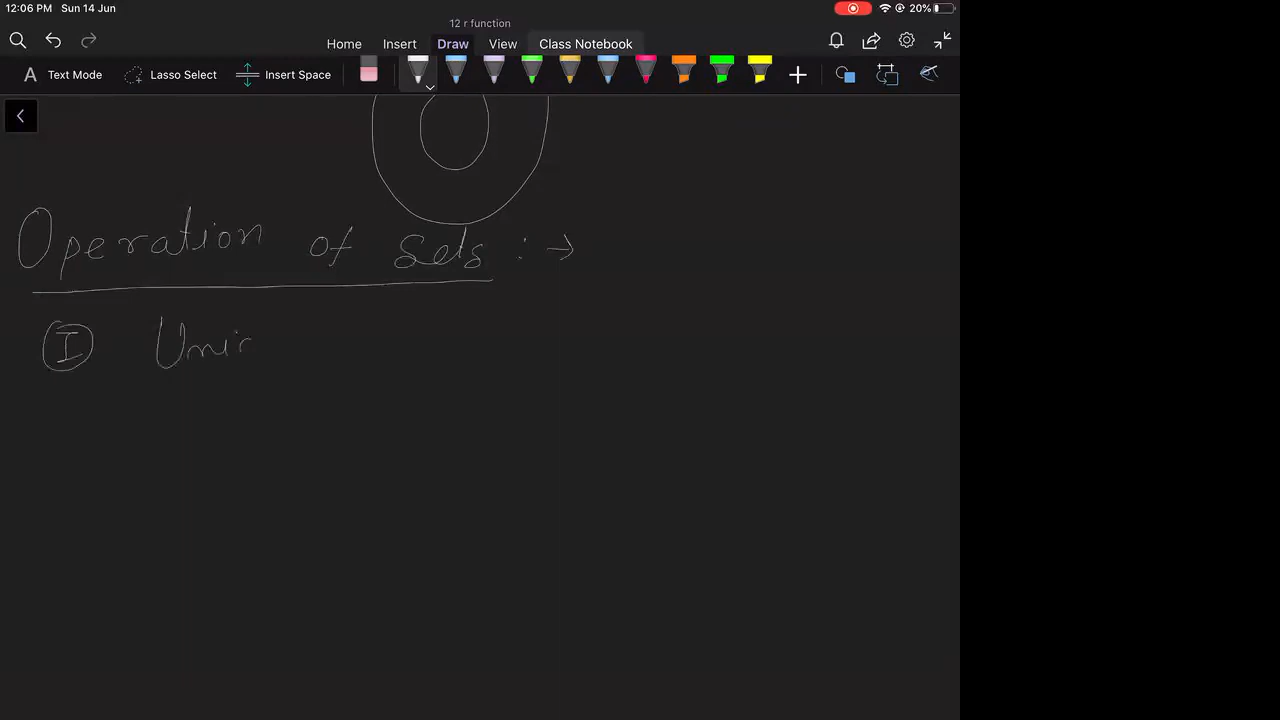 12:06 PM Sun 14 Jun 20%
12 r function
Home Insert Draw View Class Notebook
A Text Mode Lasso Select Insert Space
Operation of Sets : →
I Unio